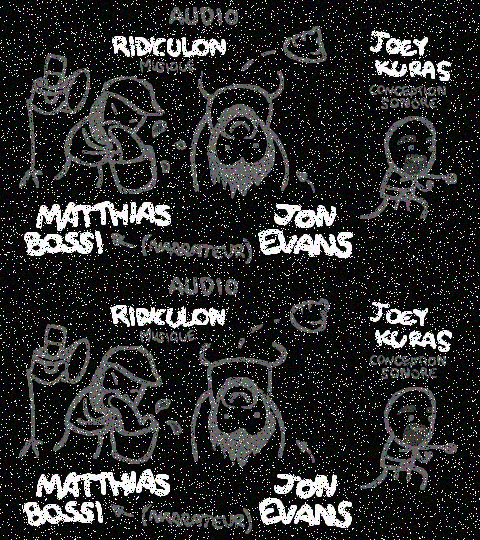 AUDIO
RIDICULON
MUSIQUE
JOEY
KURAS
CONCEPTION
SONORE
MATTHIAS
BOSSI
(NARRATEUR)
JON
EVANS
AUDIO
RIDICULON
MUSIQUE
JOEY
KURAS
CONCEPTION
SONORE
MATTHIAS
BOSSI
(NARRATEUR)
JON
EVANS